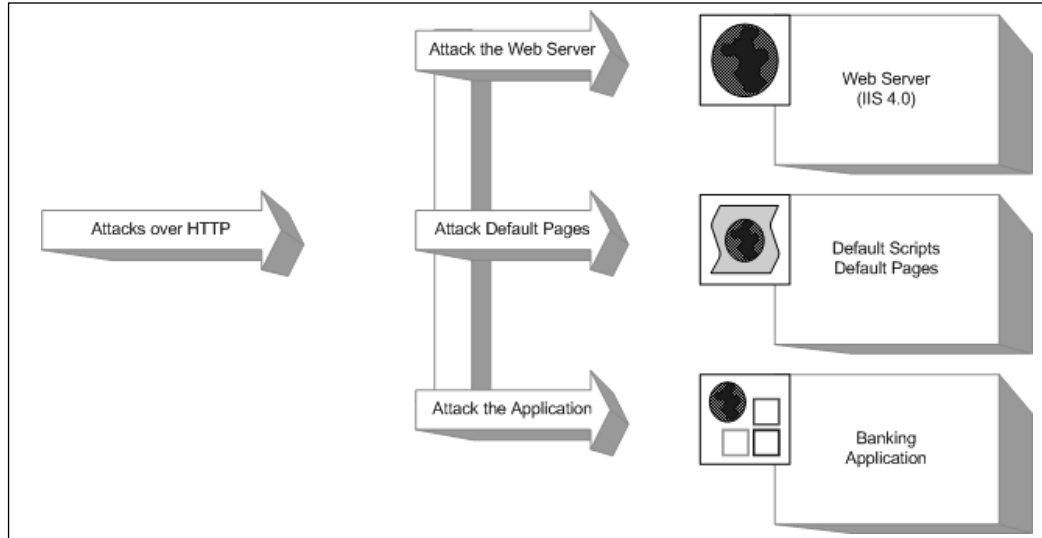 Attack the Web Server
Web Server
(IIS 4.0)
Attacks over HTTP
Attack Default Pages
Default Scripts
Default Pages
Attack the Application
Banking
Application